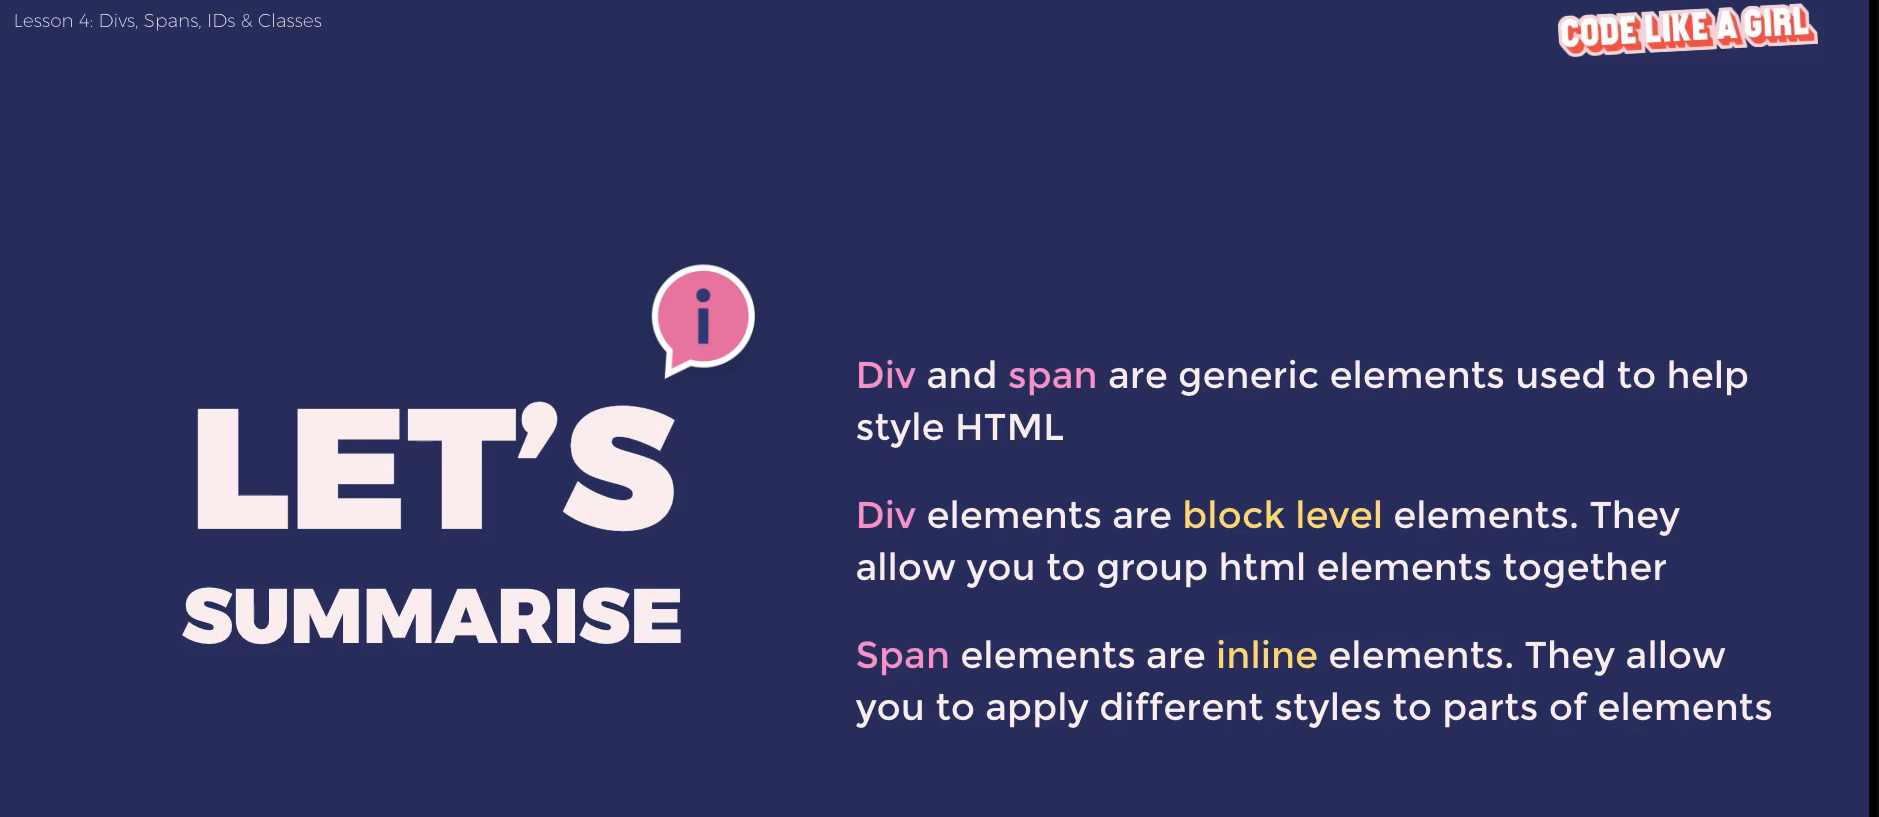 Lesson 4: Divs, Spans, IDs & Classes
CODE LIKE A GIRL
i
LET'S
SUMMARISE
Div and span are generic elements used to help
style HTML
Div elements are block level elements. They
allow you to group html elements together
Span elements are inline elements. They allow
you to apply different styles to parts of elements